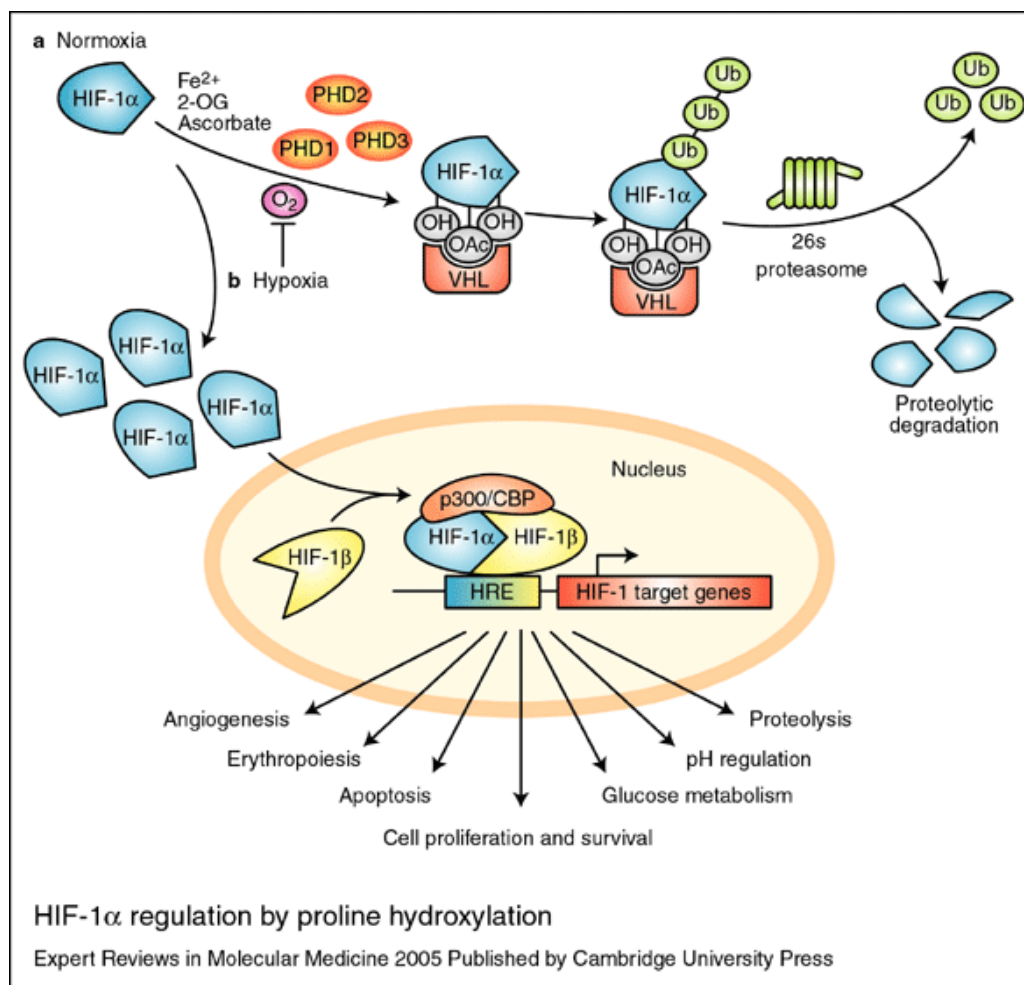 a Normoxia
HIF-1α
Fe²⁺
2-OG
Ascorbate
PHD2
PHD1
PHD3
O₂
b Hypoxia
HIF-1α
OH
OH
OAc
VHL
Ub
Ub
Ub
HIF-1α
OH
OH
OAc
VHL
26s
proteasome
Ub
Ub
Ub
Proteolytic
degradation
HIF-1α
HIF-1α
HIF-1α
HIF-1α
Nucleus
p300/CBP
HIF-1α
HIF-1β
HIF-1β
HRE
HIF-1 target genes
Angiogenesis
Erythropoiesis
Apoptosis
Cell proliferation and survival
Glucose metabolism
pH regulation
Proteolysis
HIF-1α regulation by proline hydroxylation
Expert Reviews in Molecular Medicine 2005 Published by Cambridge University Press